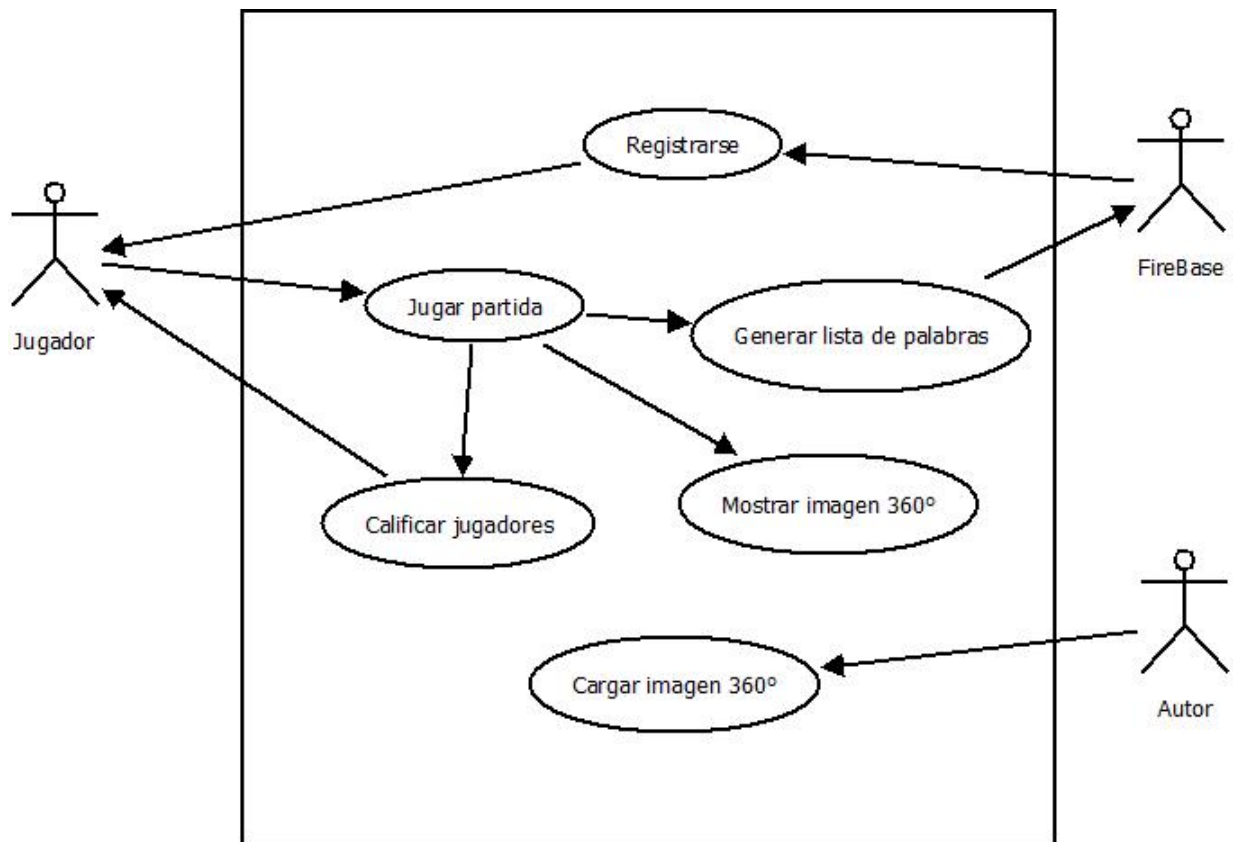 Registrarse
FireBase
Jugar partida
Jugador
Generar lista de palabras
Calificar jugadores
Mostrar imagen 360º
Cargar imagen 360º
Autor